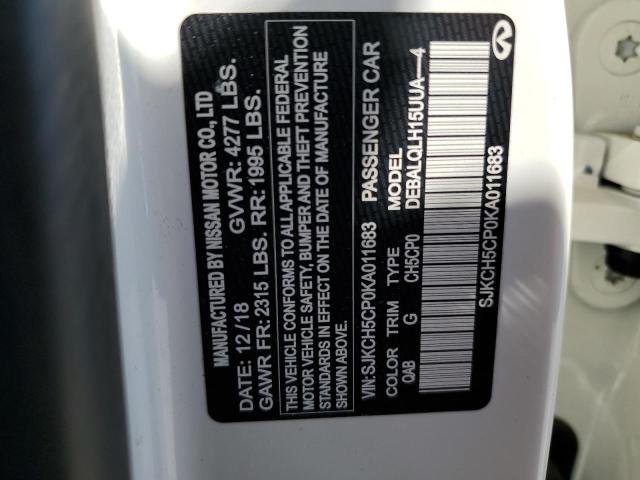 MANUFACTURED BY NISSAN MOTOR CO., LTD
DATE: 12/18 GVWR: 4277 LBS.
GAWR FR: 2315 LBS. RR: 1995 LBS.
THIS VEHICLE CONFORMS TO ALL APPLICABLE FEDERAL
MOTOR VEHICLE SAFETY, BUMPER AND THEFT PREVENTION
STANDARDS IN EFFECT ON THE DATE OF MANUFACTURE
SHOWN ABOVE.
VIN: SJKCH5CP0KA011683 PASSENGER CAR
COLOR TRIM TYPE MODEL
QAB G CH5CP0 DEBALQLH15UUA—4
SJKCH5CP0KA011683